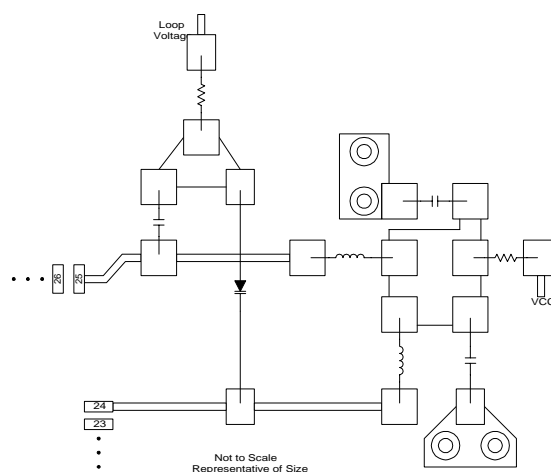 Loop
Voltage
26
25
VCC
24
23
Not to Scale
Representative of Size